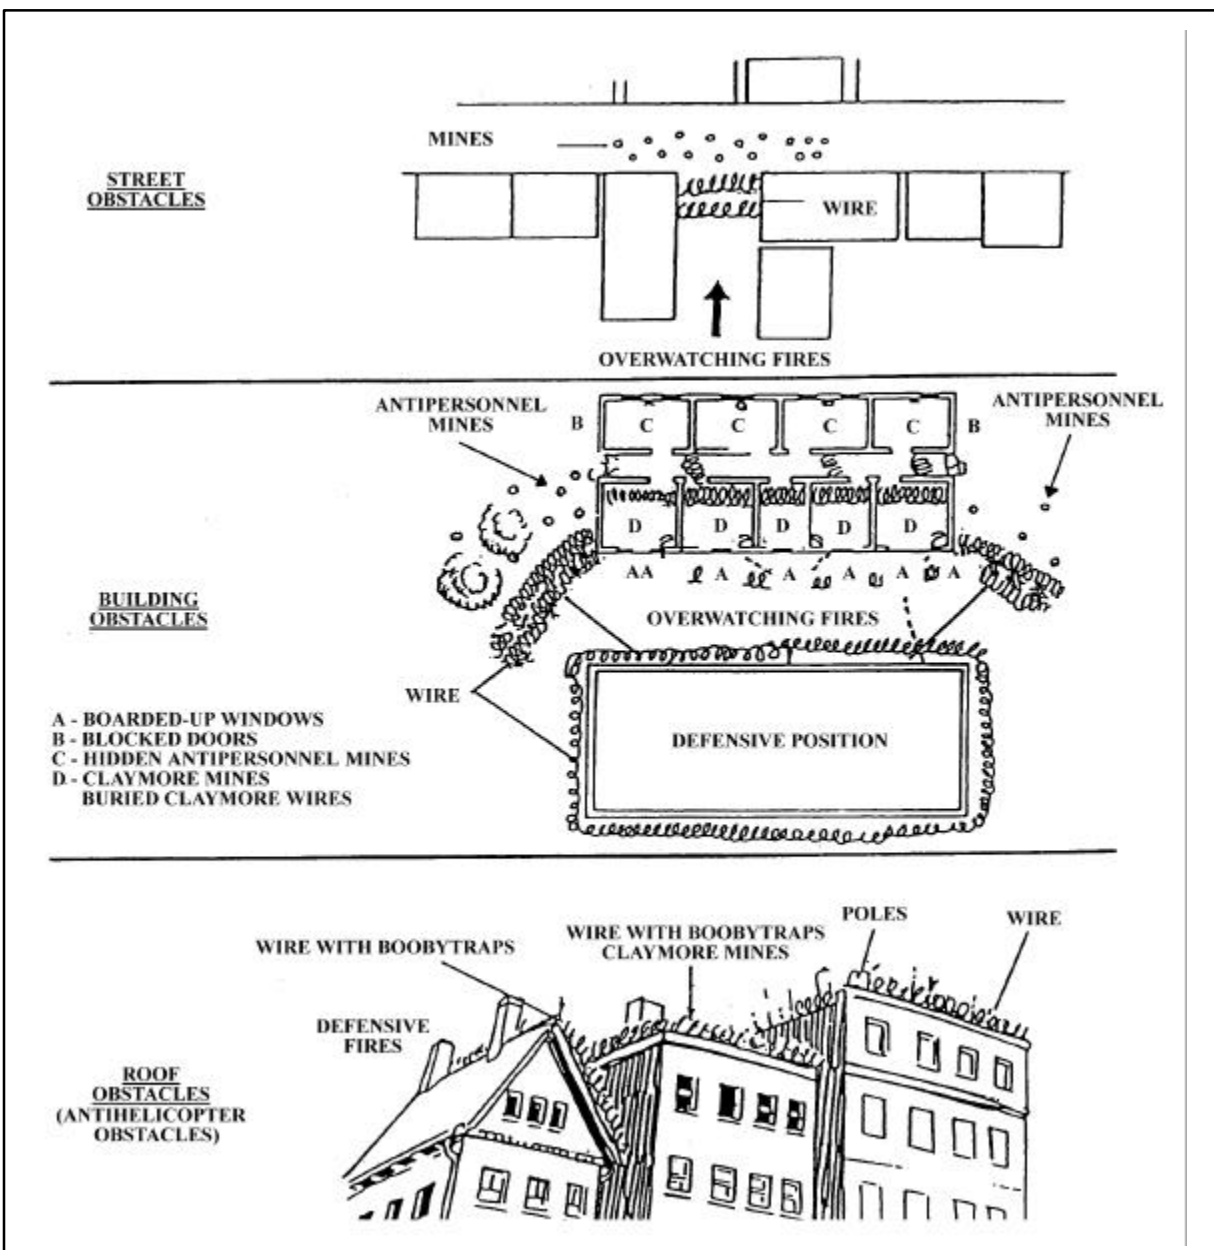 MINES
STREET
OBSTACLES
WIRE
OVERWATCHING FIRES
ANTIPERSONNEL
MINES
ANTIPERSONNEL
MINES
B
C
C
C
C
B
D
D
D
D
D
AA
A
A
A
A
A
BUILDING
OBSTACLES
OVERWATCHING FIRES
WIRE
A - BOARDED-UP WINDOWS
B - BLOCKED DOORS
C - HIDDEN ANTIPERSONNEL MINES
D - CLAYMORE MINES
BURIED CLAYMORE WIRES
DEFENSIVE POSITION
POLES
WIRE
WIRE WITH BOOBYTRAPS
WIRE WITH BOOBYTRAPS
CLAYMORE MINES
DEFENSIVE
FIRES
ROOF
OBSTACLES
(ANTIHELICOPTER
OBSTACLES)